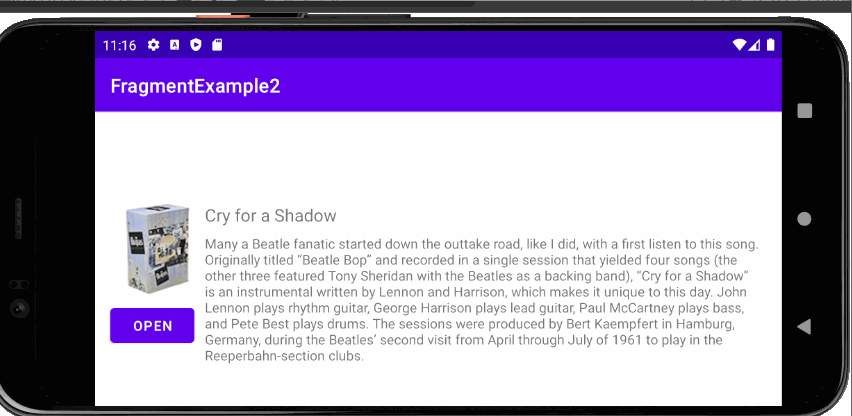 11:16
FragmentExample2
Cry for a Shadow
Many a Beatle fanatic started down the outtake road, like I did, with a first listen to this song.
Originally titled “Beatle Bop” and recorded in a single session that yielded four songs (the
other three featured Tony Sheridan with the Beatles as a backing band), “Cry for a Shadow”
is an instrumental written by Lennon and Harrison, which makes it unique to this day. John
Lennon plays rhythm guitar, George Harrison plays lead guitar, Paul McCartney plays bass,
and Pete Best plays drums. The sessions were produced by Bert Kaempfert in Hamburg,
Germany, during the Beatles’ second visit from April through July of 1961 to play in the
Reeperbahn-section clubs.
OPEN